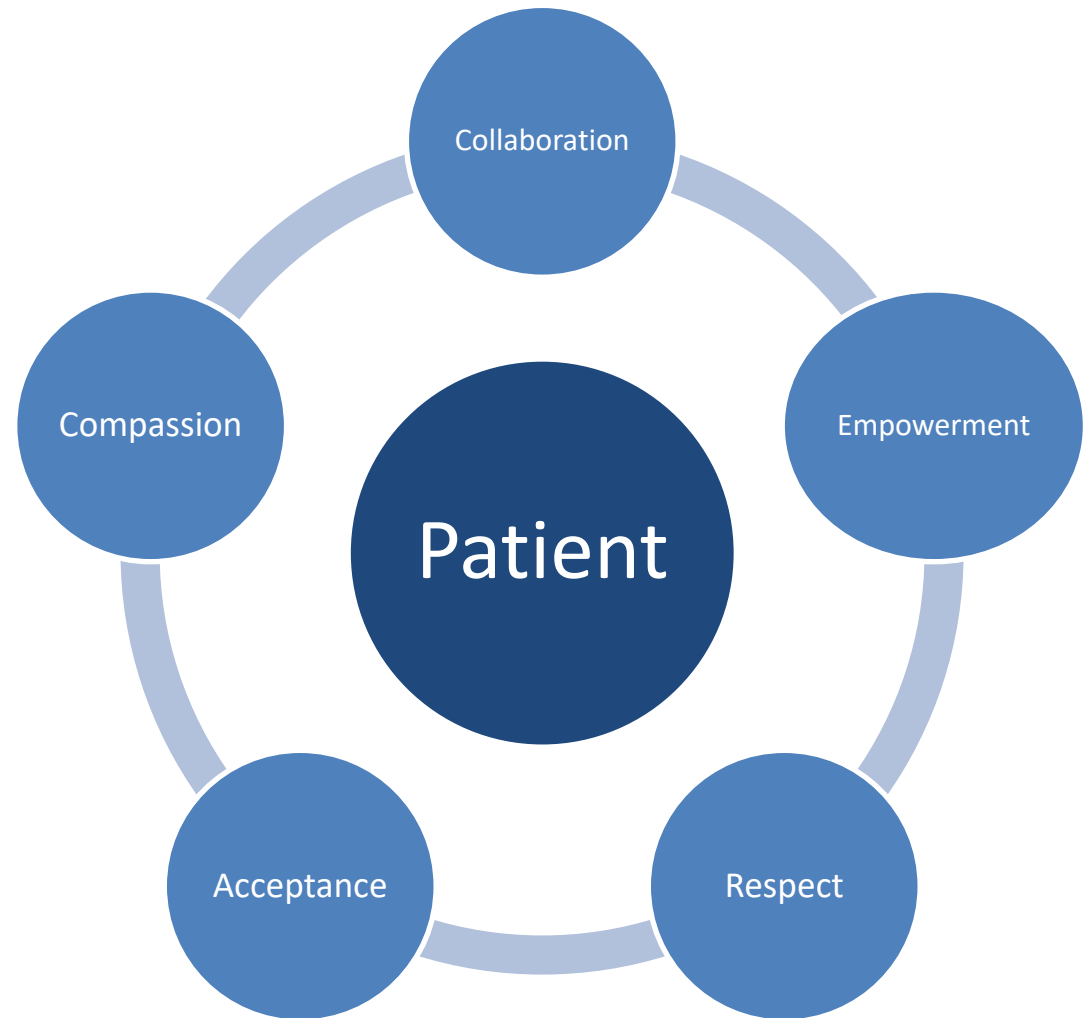 Collaboration
Compassion
Empowerment
Patient
Acceptance
Respect